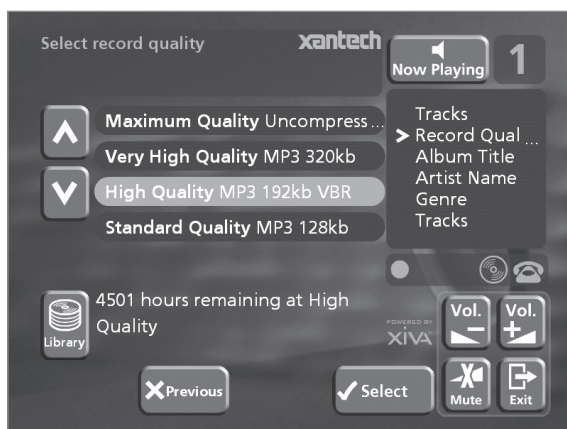 Select record quality
xantech
Now Playing
1
Maximum Quality Uncompress...
Very High Quality MP3 320kb
High Quality MP3 192kb VBR
Standard Quality MP3 128kb
Tracks
> Record Qual ...
Album Title
Artist Name
Genre
Tracks
Library
4501 hours remaining at High
Quality
POWERED BY
XIVA
Vol.
Vol.
Previous
Select
Mute
Exit